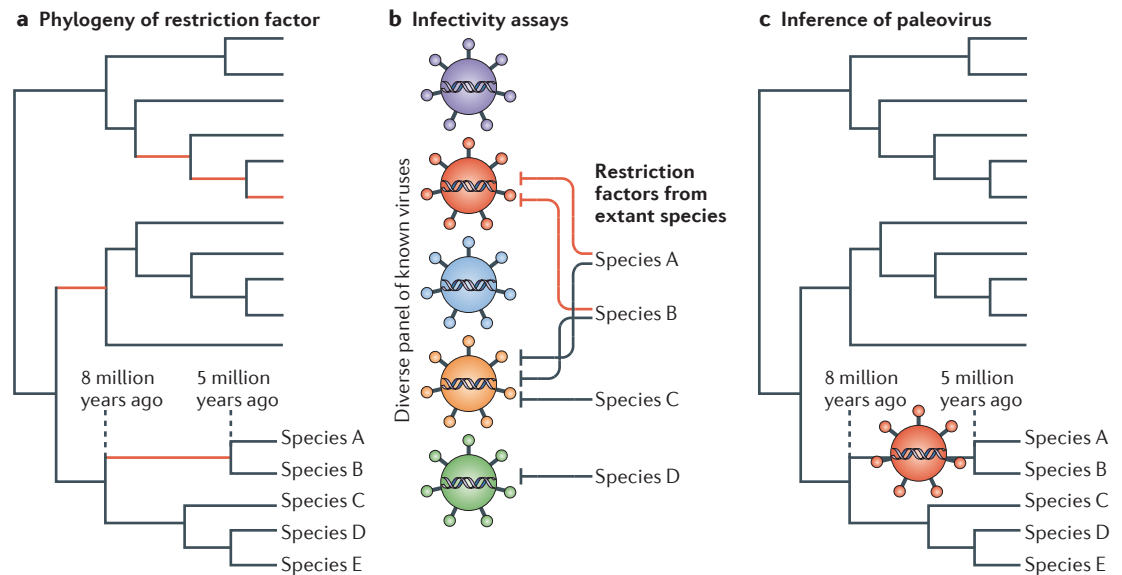 a Phylogeny of restriction factor
8 million
years ago
5 million
years ago
Species A
Species B
Species C
Species D
Species E
b Infectivity assays
Diverse panel of known viruses
Restriction
factors from
extant species
Species A
Species B
Species C
Species D
c Inference of paleovirus
8 million
years ago
5 million
years ago
Species A
Species B
Species C
Species D
Species E